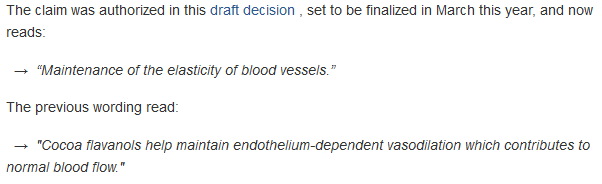 The claim was authorized in this draft decision , set to be finalized in March this year, and now
reads:
→ “Maintenance of the elasticity of blood vessels.”
The previous wording read:
→ "Cocoa flavanols help maintain endothelium-dependent vasodilation which contributes to
normal blood flow."